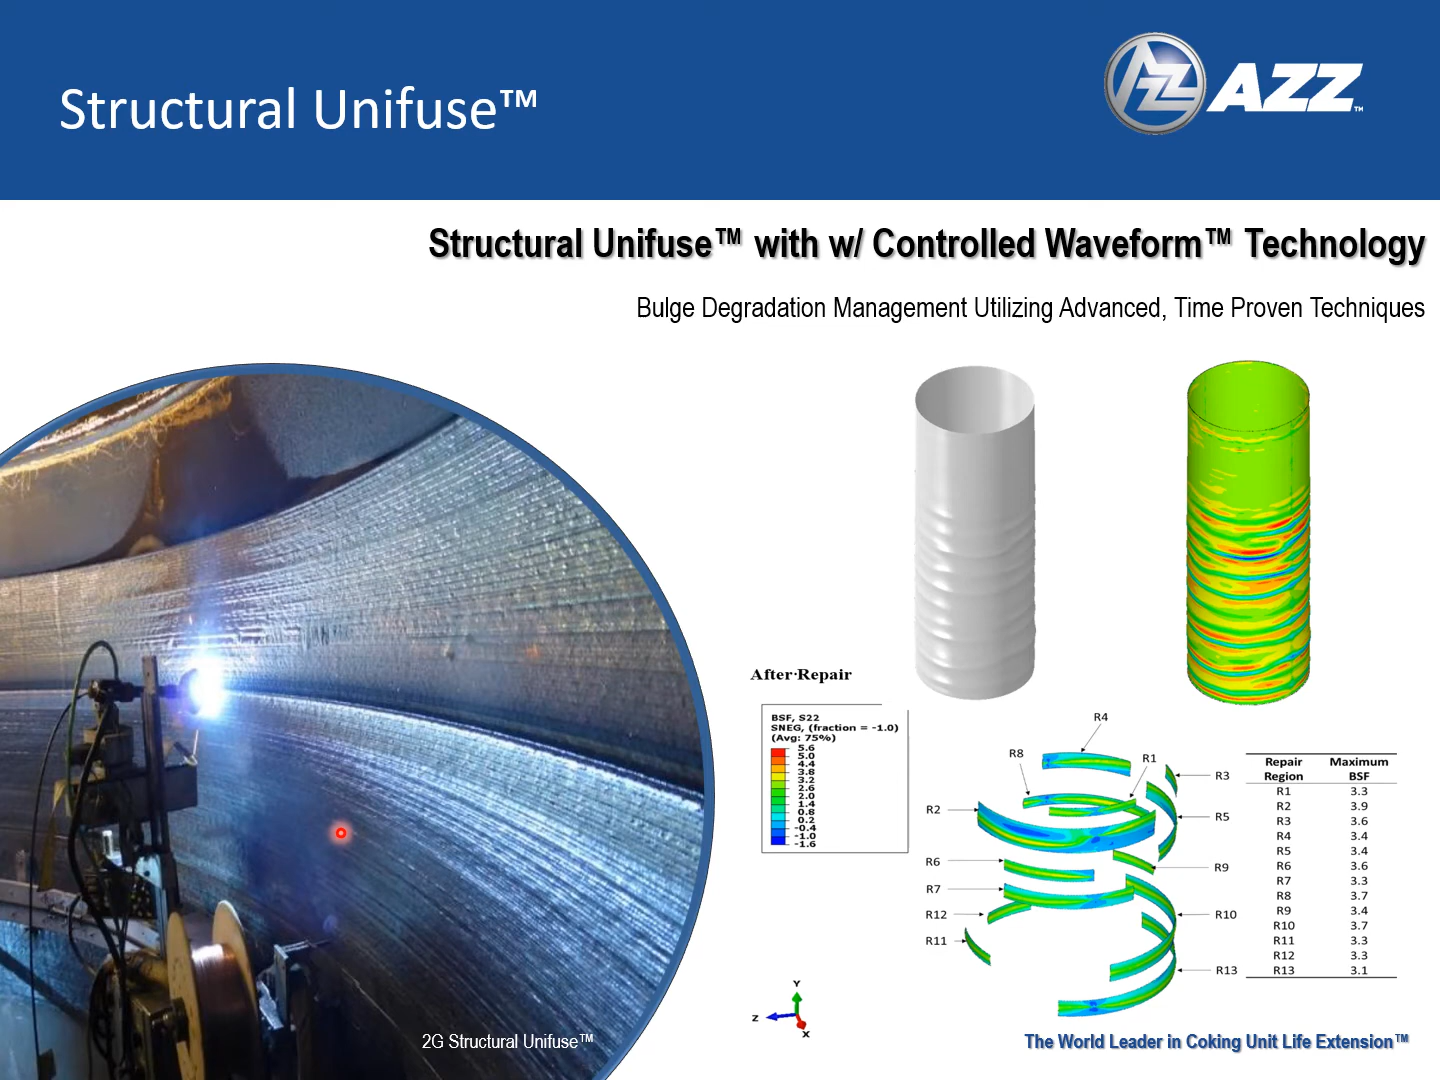 Structural Unifuse™
AZZ™
Structural Unifuse™ with w/ Controlled Waveform™ Technology
Bulge Degradation Management Utilizing Advanced, Time Proven Techniques
After·Repair
BSF, S22
SNEG, (fraction = -1.0)
(Avg: 75%)
5.6
5.0
4.4
3.8
3.2
2.6
2.0
1.4
0.8
0.2
-0.4
-1.0
-1.6
R4
R8
R1
R3
R2
R5
R6
R9
R7
R12
R10
R11
R13
Repair Region Maximum BSF
R1 3.3
R2 3.9
R3 3.6
R4 3.4
R5 3.4
R6 3.6
R7 3.3
R8 3.7
R9 3.4
R10 3.7
R11 3.3
R12 3.3
R13 3.1
Y
Z
X
2G Structural Unifuse™
The World Leader in Coking Unit Life Extension™